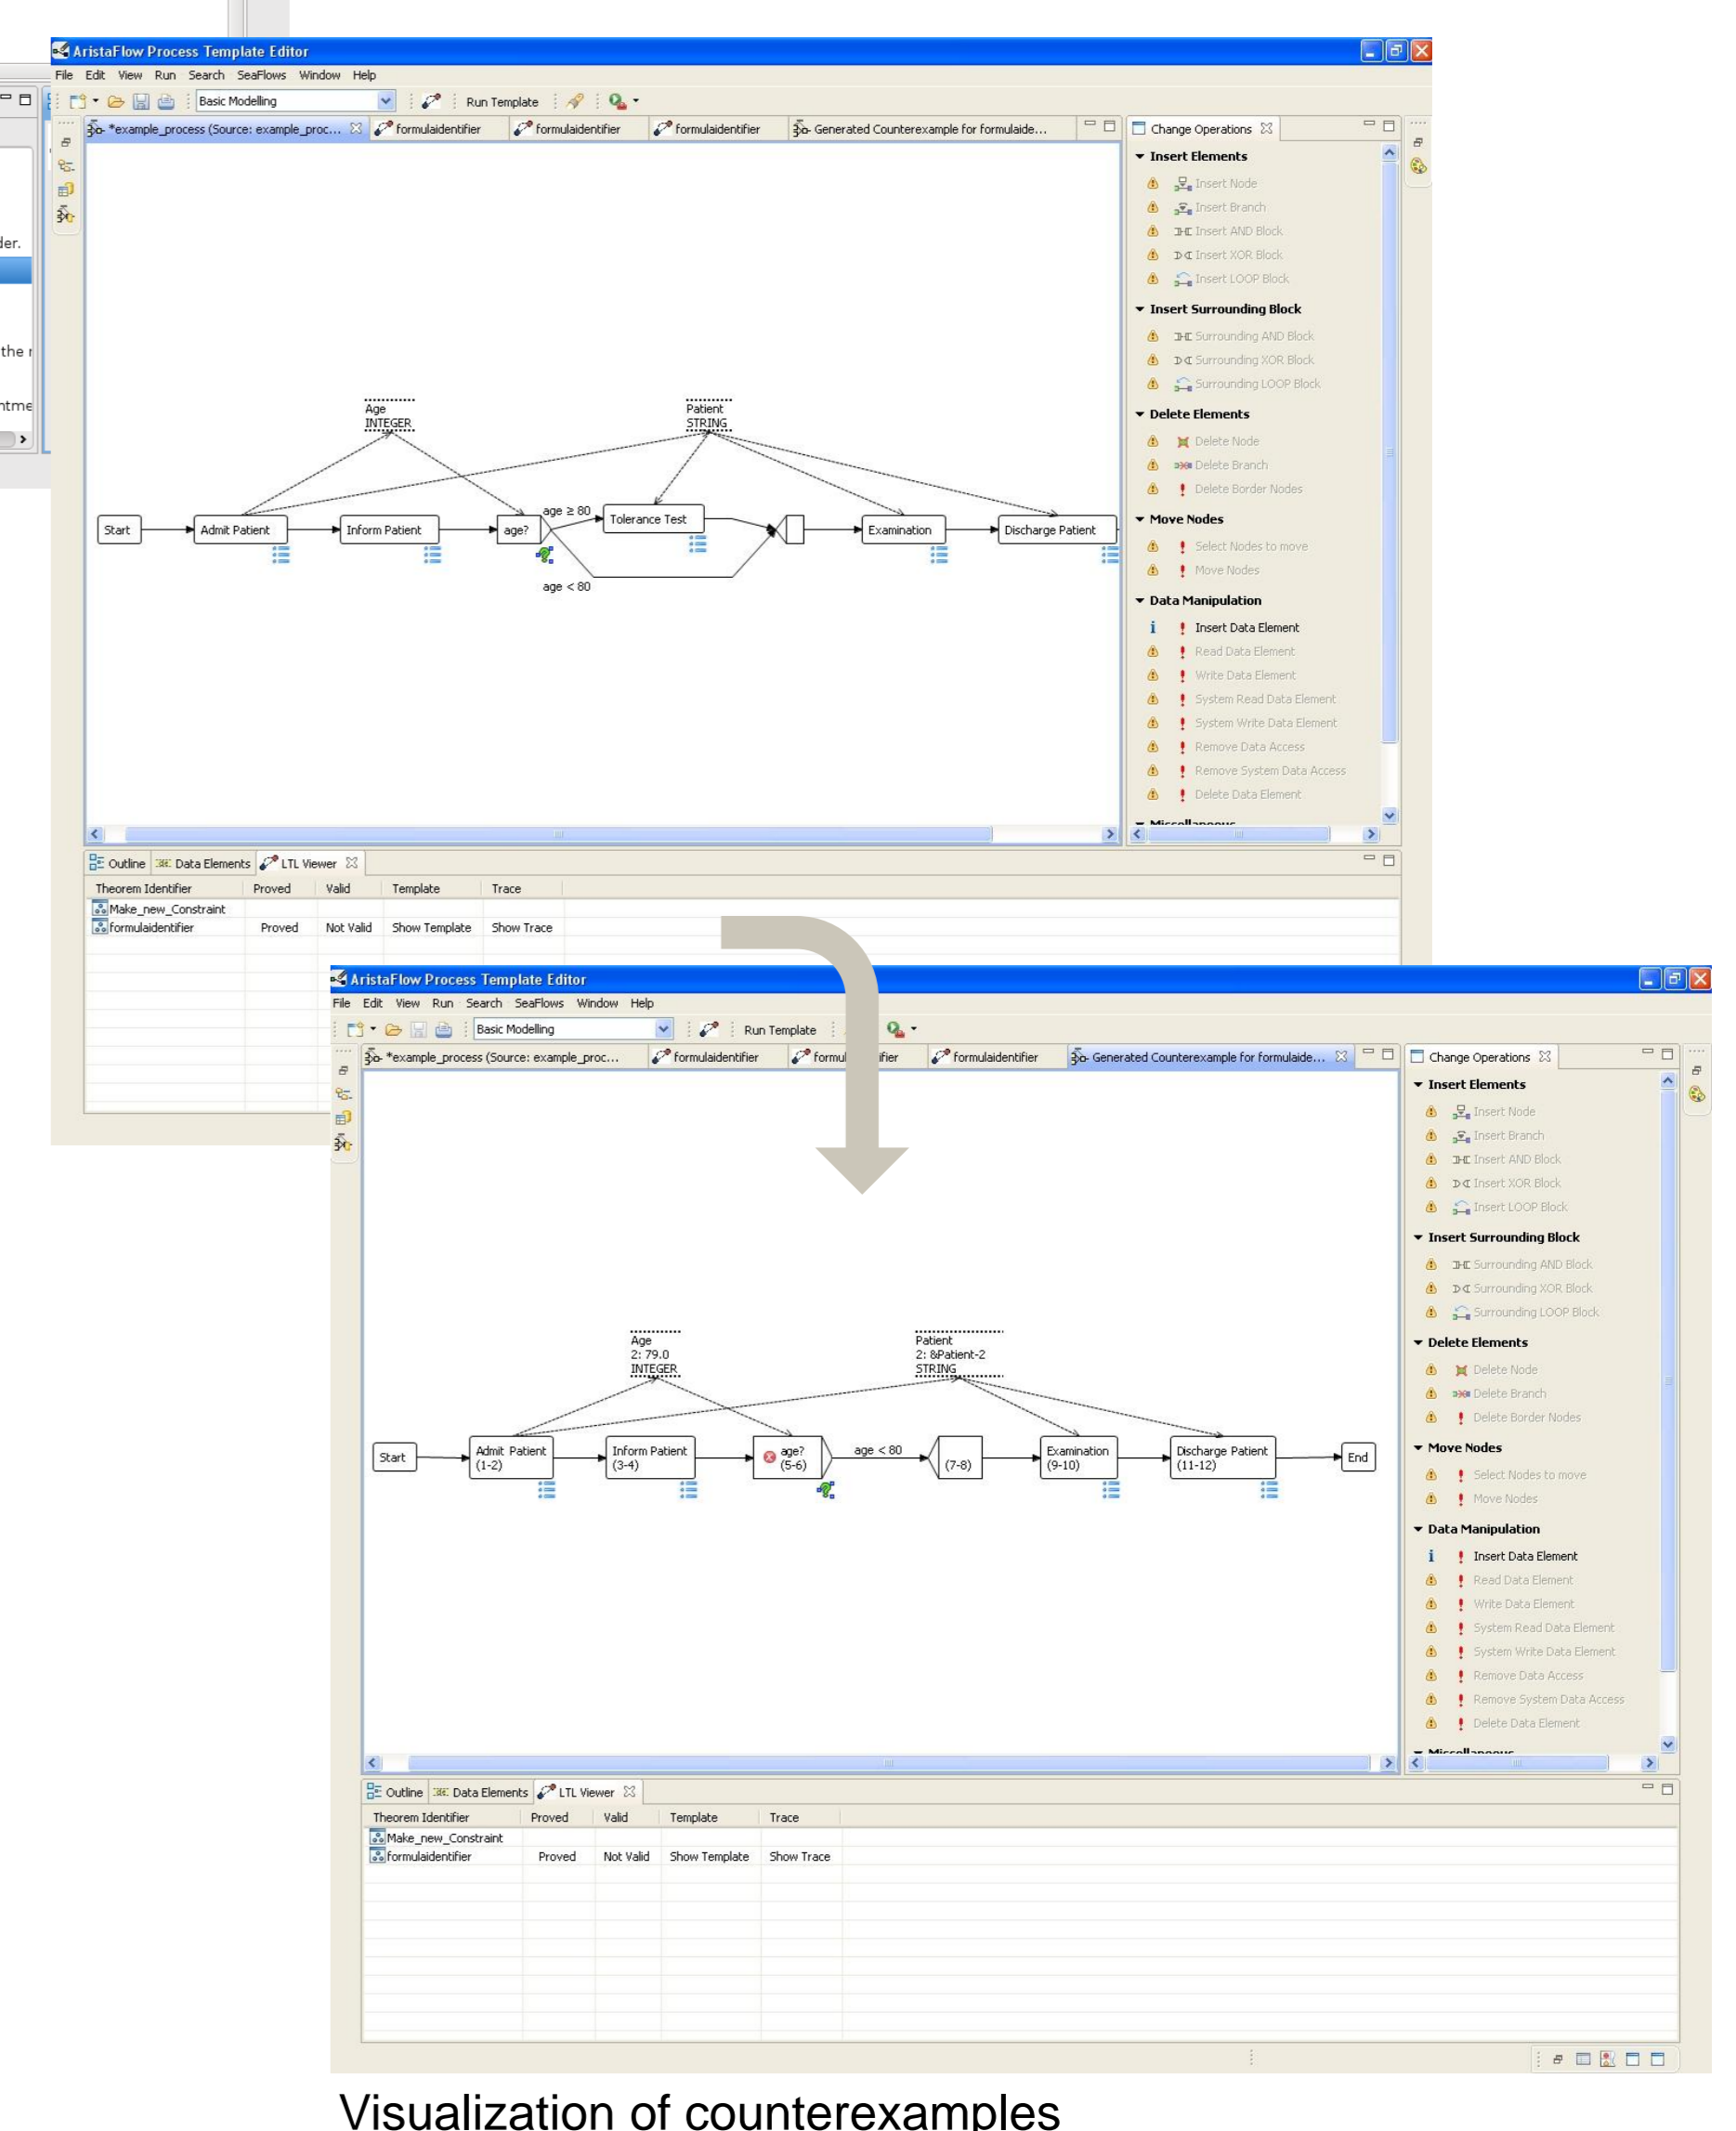 AristaFlow Process Template Editor
File Edit View Run Search SeaFlows Window Help
Basic Modelling
Run Template
*example_process (Source: example_proc...
formulaidentifier
formulaidentifier
formulaidentifier
Generated Counterexample for formulaide...
Change Operations
Insert Elements
Insert Node
Insert Branch
Insert AND Block
Insert XOR Block
Insert LOOP Block
Insert Surrounding Block
Surrounding AND Block
Surrounding XOR Block
Surrounding LOOP Block
Delete Elements
Delete Node
Delete Branch
Delete Border Nodes
Move Nodes
Select Nodes to move
Move Nodes
Data Manipulation
Insert Data Element
Read Data Element
Write Data Element
System Read Data Element
System Write Data Element
Remove Data Access
Remove System Data Access
Delete Data Element
der.
the r
ntme
Age
INTEGER
Patient
STRING
Start
Admit Patient
Inform Patient
age?
age ≥ 80
age < 80
Tolerance Test
Examination
Discharge Patient
Outline Data Elements LTL Viewer
Theorem Identifier Proved Valid Template Trace
Make_new_Constraint
formulaidentifier Proved Not Valid Show Template Show Trace
AristaFlow Process Template Editor
File Edit View Run Search SeaFlows Window Help
Basic Modelling
Run Template
*example_process (Source: example_proc...
formulaidentifier
formul ifier
formulaidentifier
Generated Counterexample for formulaide...
Change Operations
Insert Elements
Insert Node
Insert Branch
Insert AND Block
Insert XOR Block
Insert LOOP Block
Insert Surrounding Block
Surrounding AND Block
Surrounding XOR Block
Surrounding LOOP Block
Delete Elements
Delete Node
Delete Branch
Delete Border Nodes
Move Nodes
Select Nodes to move
Move Nodes
Data Manipulation
Insert Data Element
Read Data Element
Write Data Element
System Read Data Element
System Write Data Element
Remove Data Access
Remove System Data Access
Delete Data Element
Age
2: 79.0
INTEGER
Patient
2: &Patient-2
STRING
Start
Admit Patient
(1-2)
Inform Patient
(3-4)
age?
(5-6)
age < 80
(7-8)
Examination
(9-10)
Discharge Patient
(11-12)
End
Outline Data Elements LTL Viewer
Theorem Identifier Proved Valid Template Trace
Make_new_Constraint
formulaidentifier Proved Not Valid Show Template Show Trace
Visualization of counterexamples